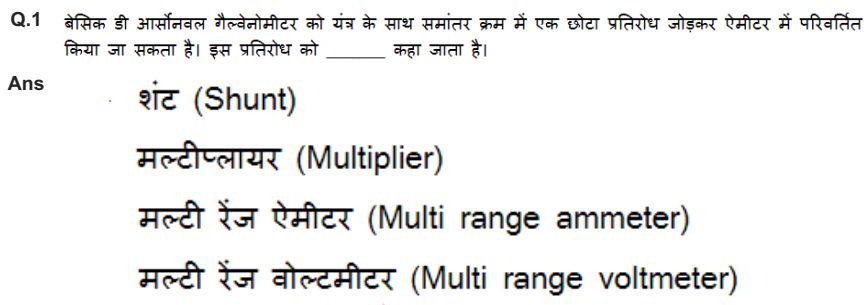 Q.1 बेसिक डी आर्सोनवल गैल्वेनोमीटर को यंत्र के साथ समांतर क्रम में एक छोटा प्रतिरोध जोड़कर ऐमीटर में परिवर्तित
किया जा सकता है। इस प्रतिरोध को ______ कहा जाता है।
Ans
शंट (Shunt)
मल्टीप्लायर (Multiplier)
मल्टी रेंज ऐमीटर (Multi range ammeter)
मल्टी रेंज वोल्टमीटर (Multi range voltmeter)